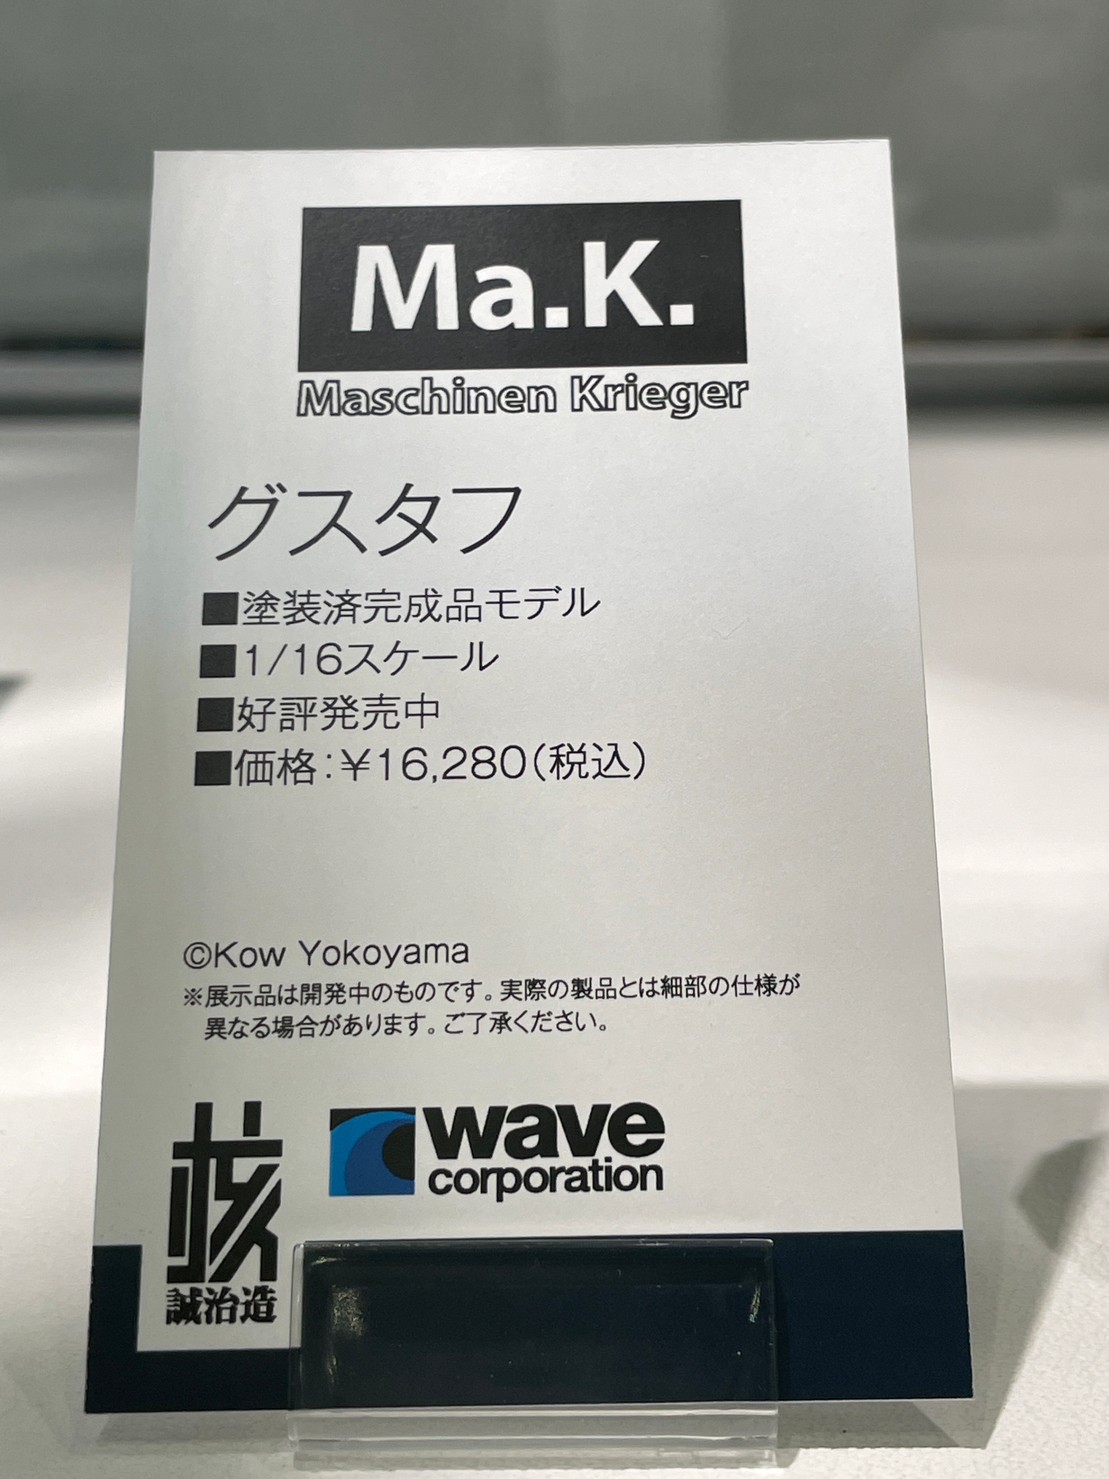 Ma.K.
Maschinen Krieger
グスタフ
■塗装済完成品モデル
■1/16スケール
■好評発売中
■価格:¥16,280(税込)
©Kow Yokoyama
※展示品は開発中のものです。実際の製品とは細部の仕様が
異なる場合があります。ご了承ください。
核
誠治造
wave
corporation